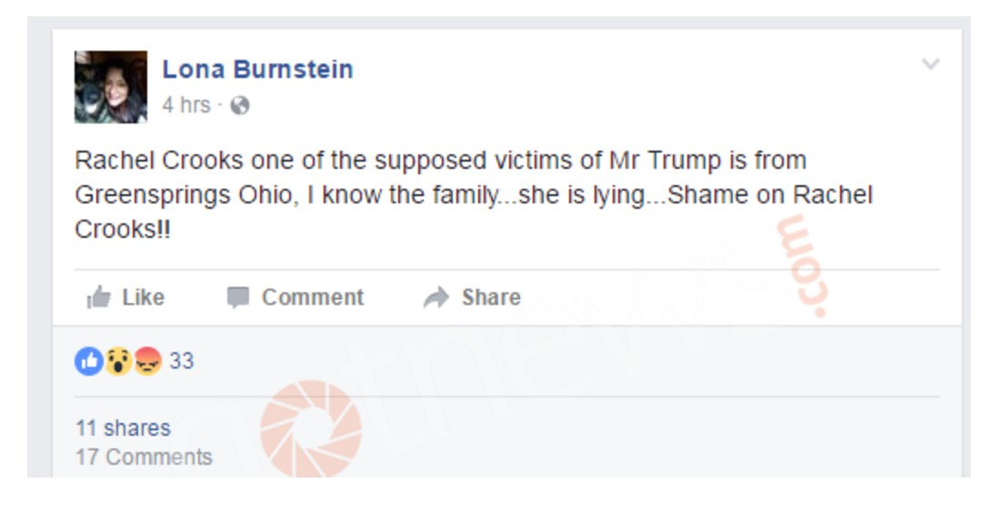 Lona Burnstein
4 hrs ·
Rachel Crooks one of the supposed victims of Mr Trump is from
Greensprings Ohio, I know the family...she is lying...Shame on Rachel
Crooks!!
Like Comment Share
33
11 shares
17 Comments
.com